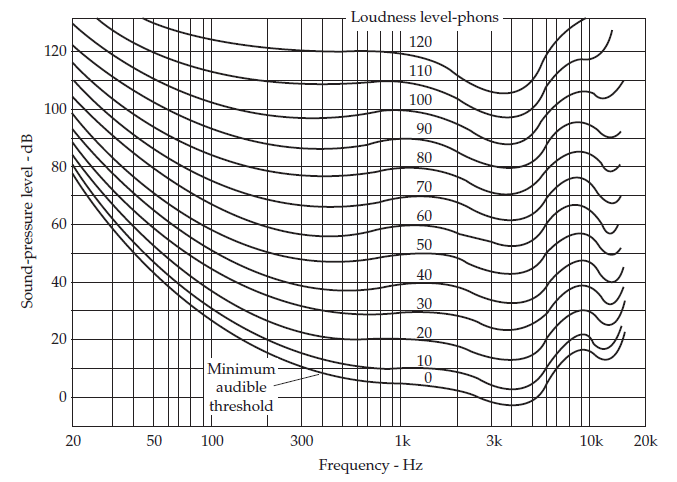 Loudness level-phons
120
110
100
90
80
70
60
50
40
30
20
10
0
Minimum
audible
threshold
120
100
80
60
40
20
0
Sound-pressure level - dB
20 50 100 300 1k 3k 10k 20k
Frequency - Hz